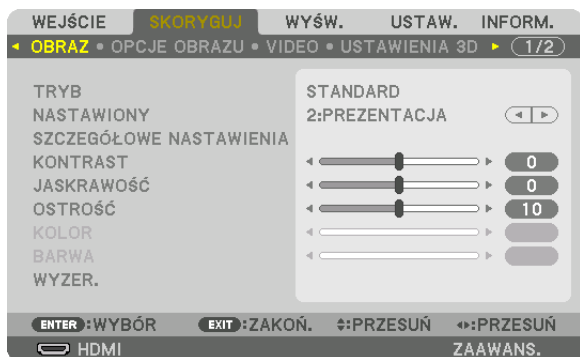 WEJŚCIE SKORYGUJ WYŚW. USTAW. INFORM.
◂ OBRAZ • OPCJE OBRAZU • VIDEO • USTAWIENIA 3D ▸ 1/2
TRYB STANDARD
NASTAWIONY 2:PREZENTACJA
SZCZEGÓŁOWE NASTAWIENIA
KONTRAST 0
JASKRAWOŚĆ 0
OSTROŚĆ 10
KOLOR
BARWA
WYZER.
ENTER :WYBÓR EXIT :ZAKOŃ. :PRZESUŃ :PRZESUŃ
HDMI ZAAWANS.